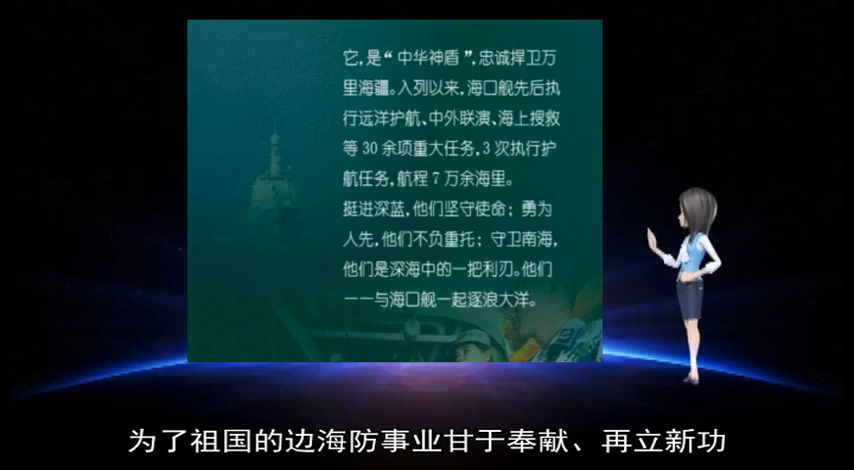 它,是“中华神盾”,忠诚捍卫万
里海疆。入列以来,海口舰先后执
行远洋护航、中外联演、海上搜救
等30余项重大任务,3次执行护
航任务,航程7万余海里。
挺进深蓝,他们坚守使命；勇为
人先,他们不负重托；守卫南海,
他们是深海中的一把利刃。他们
——与海口舰一起逐浪大洋。
为了祖国的边海防事业甘于奉献、再立新功